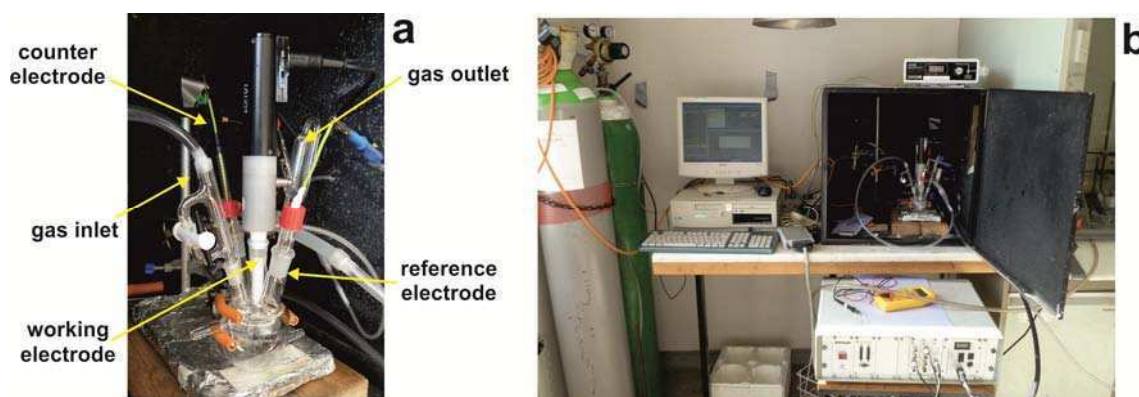 a
counter
electrode
gas outlet
gas inlet
reference
electrode
working
electrode
b